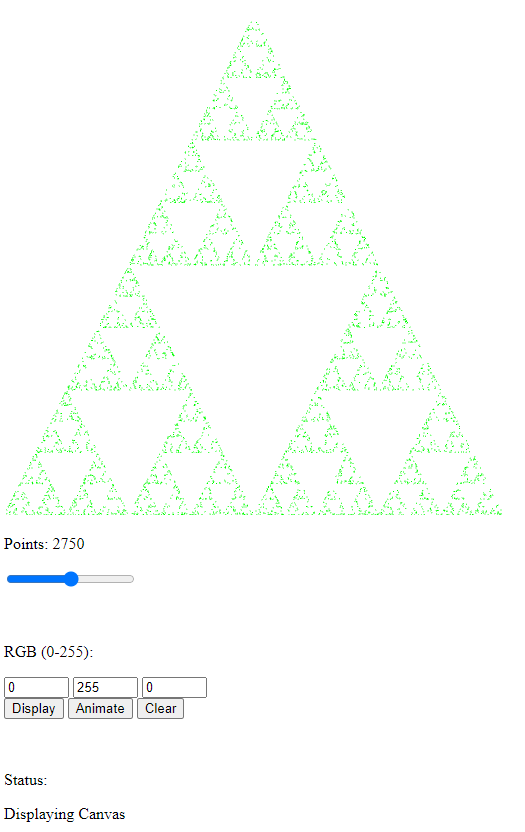 Points: 2750
RGB (0-255):
0 255 0
Display Animate Clear
Status:
Displaying Canvas